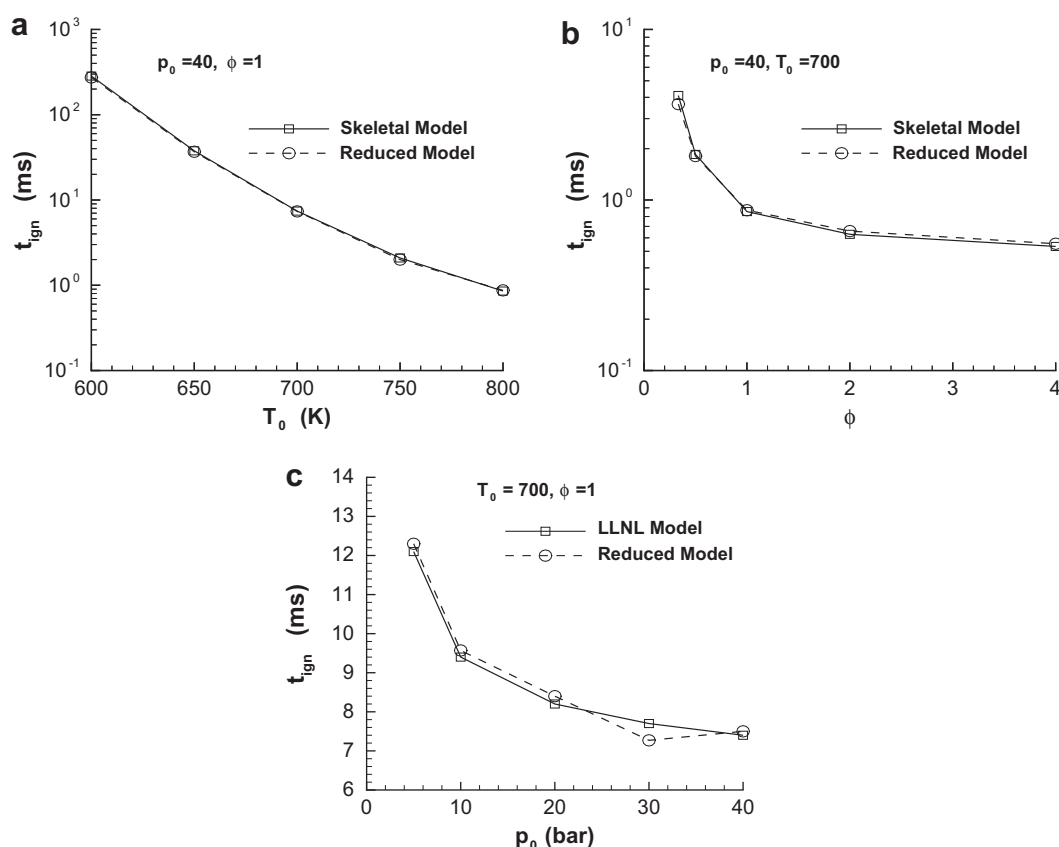 a
p₀ =40, ϕ =1
Skeletal Model
Reduced Model
t_ign (ms)
10³
10²
10¹
10⁰
10⁻¹
600 650 700 750 800
T₀ (K)
b
p₀ =40, T₀ =700
Skeletal Model
Reduced Model
t_ign (ms)
10¹
10⁰
10⁻¹
0 1 2 3 4
ϕ
c
T₀ = 700, ϕ =1
LLNL Model
Reduced Model
t_ign (ms)
14
13
12
11
10
9
8
7
6
0 10 20 30 40
p₀ (bar)